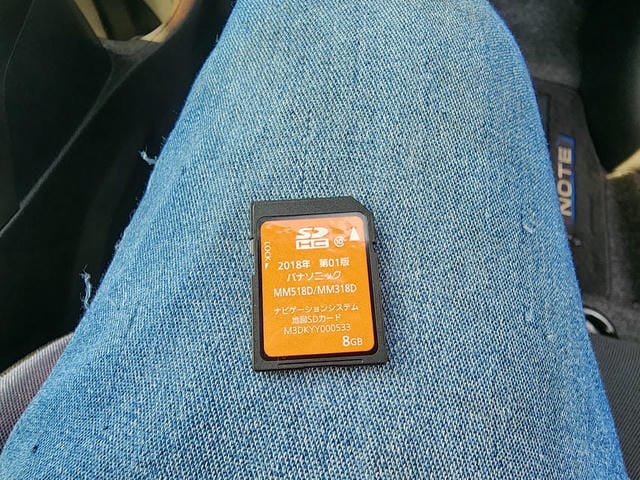 SD
HC ⑩
LOCK
2018年 第01版
パナソニック
MM518D/MM318D
ナビゲーションシステム
地図SDカード
M3DKYY000533
8GB
NOTE